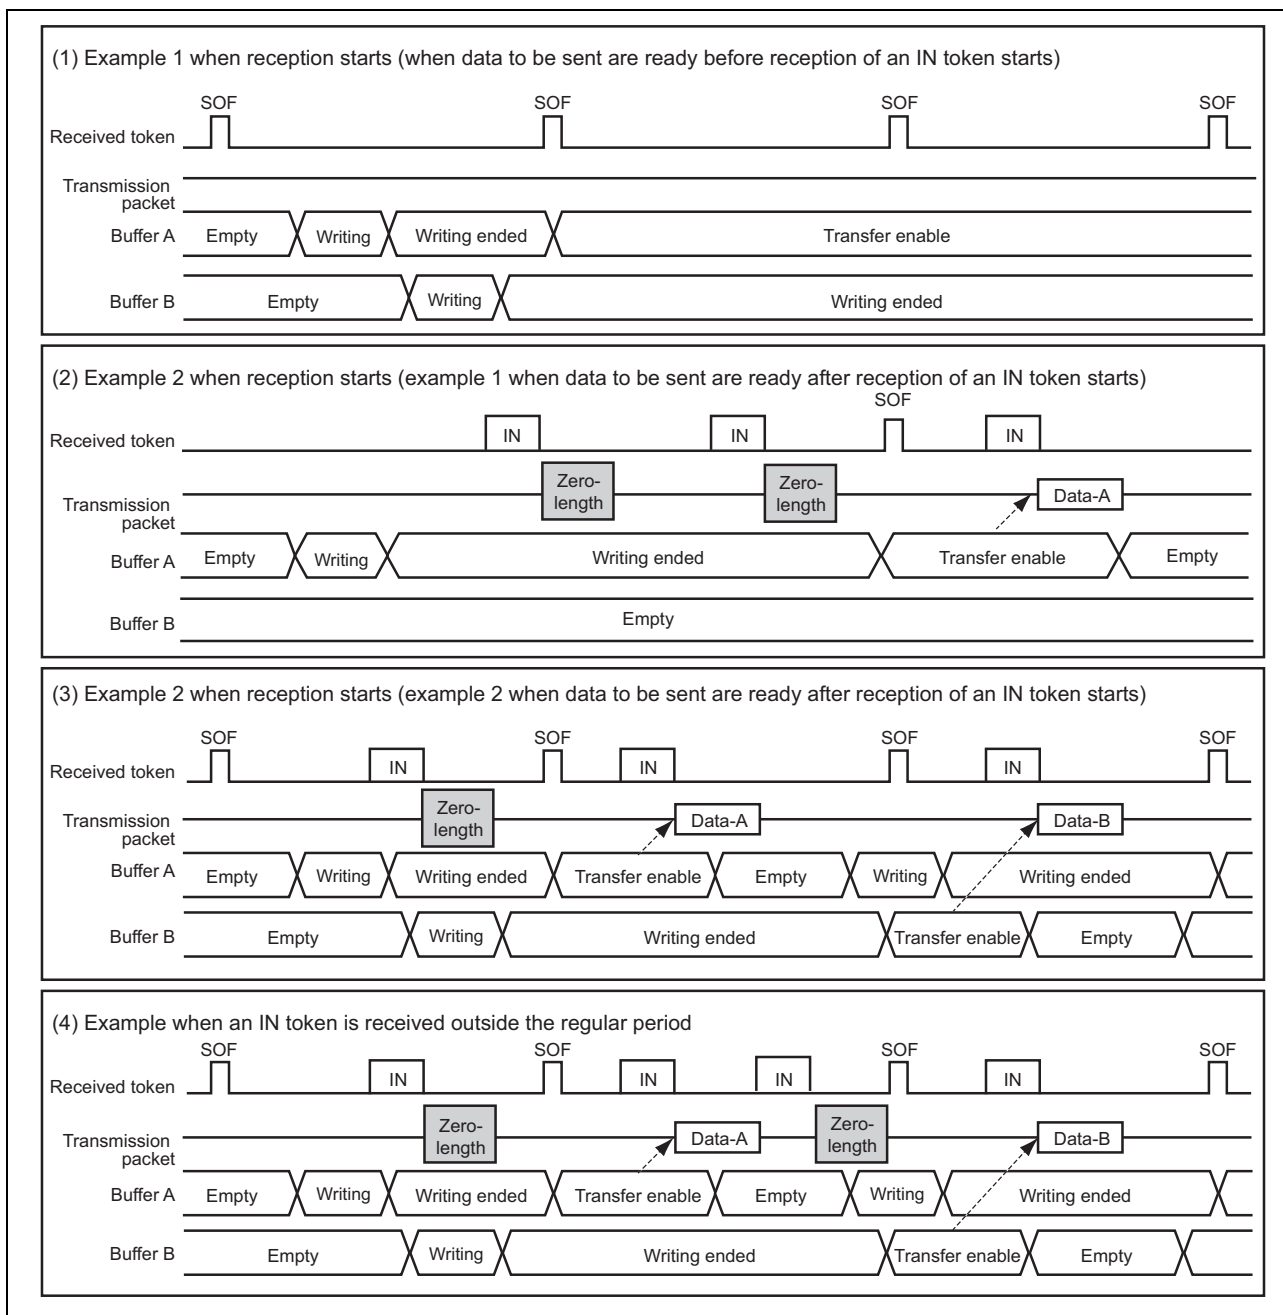 (1) Example 1 when reception starts (when data to be sent are ready before reception of an IN token starts)
SOF SOF SOF SOF
Received token
Transmission
packet
Buffer A Empty Writing Writing ended Transfer enable
Buffer B Empty Writing Writing ended
(2) Example 2 when reception starts (example 1 when data to be sent are ready after reception of an IN token starts)
SOF
Received token IN IN IN
Zero-
length
Zero-
length
Data-A
Transmission
packet
Buffer A Empty Writing Writing ended Transfer enable Empty
Buffer B Empty
(3) Example 2 when reception starts (example 2 when data to be sent are ready after reception of an IN token starts)
SOF SOF SOF SOF
Received token IN IN IN
Zero-
length
Data-A Data-B
Transmission
packet
Buffer A Empty Writing Writing ended Transfer enable Empty Writing Writing ended
Buffer B Empty Writing Writing ended Transfer enable Empty
(4) Example when an IN token is received outside the regular period
SOF SOF SOF SOF
Received token IN IN IN IN
Zero-
length
Data-A
Zero-
length
Data-B
Transmission
packet
Buffer A Empty Writing Writing ended Transfer enable Empty Writing Writing ended
Buffer B Empty Writing Writing ended Transfer enable Empty